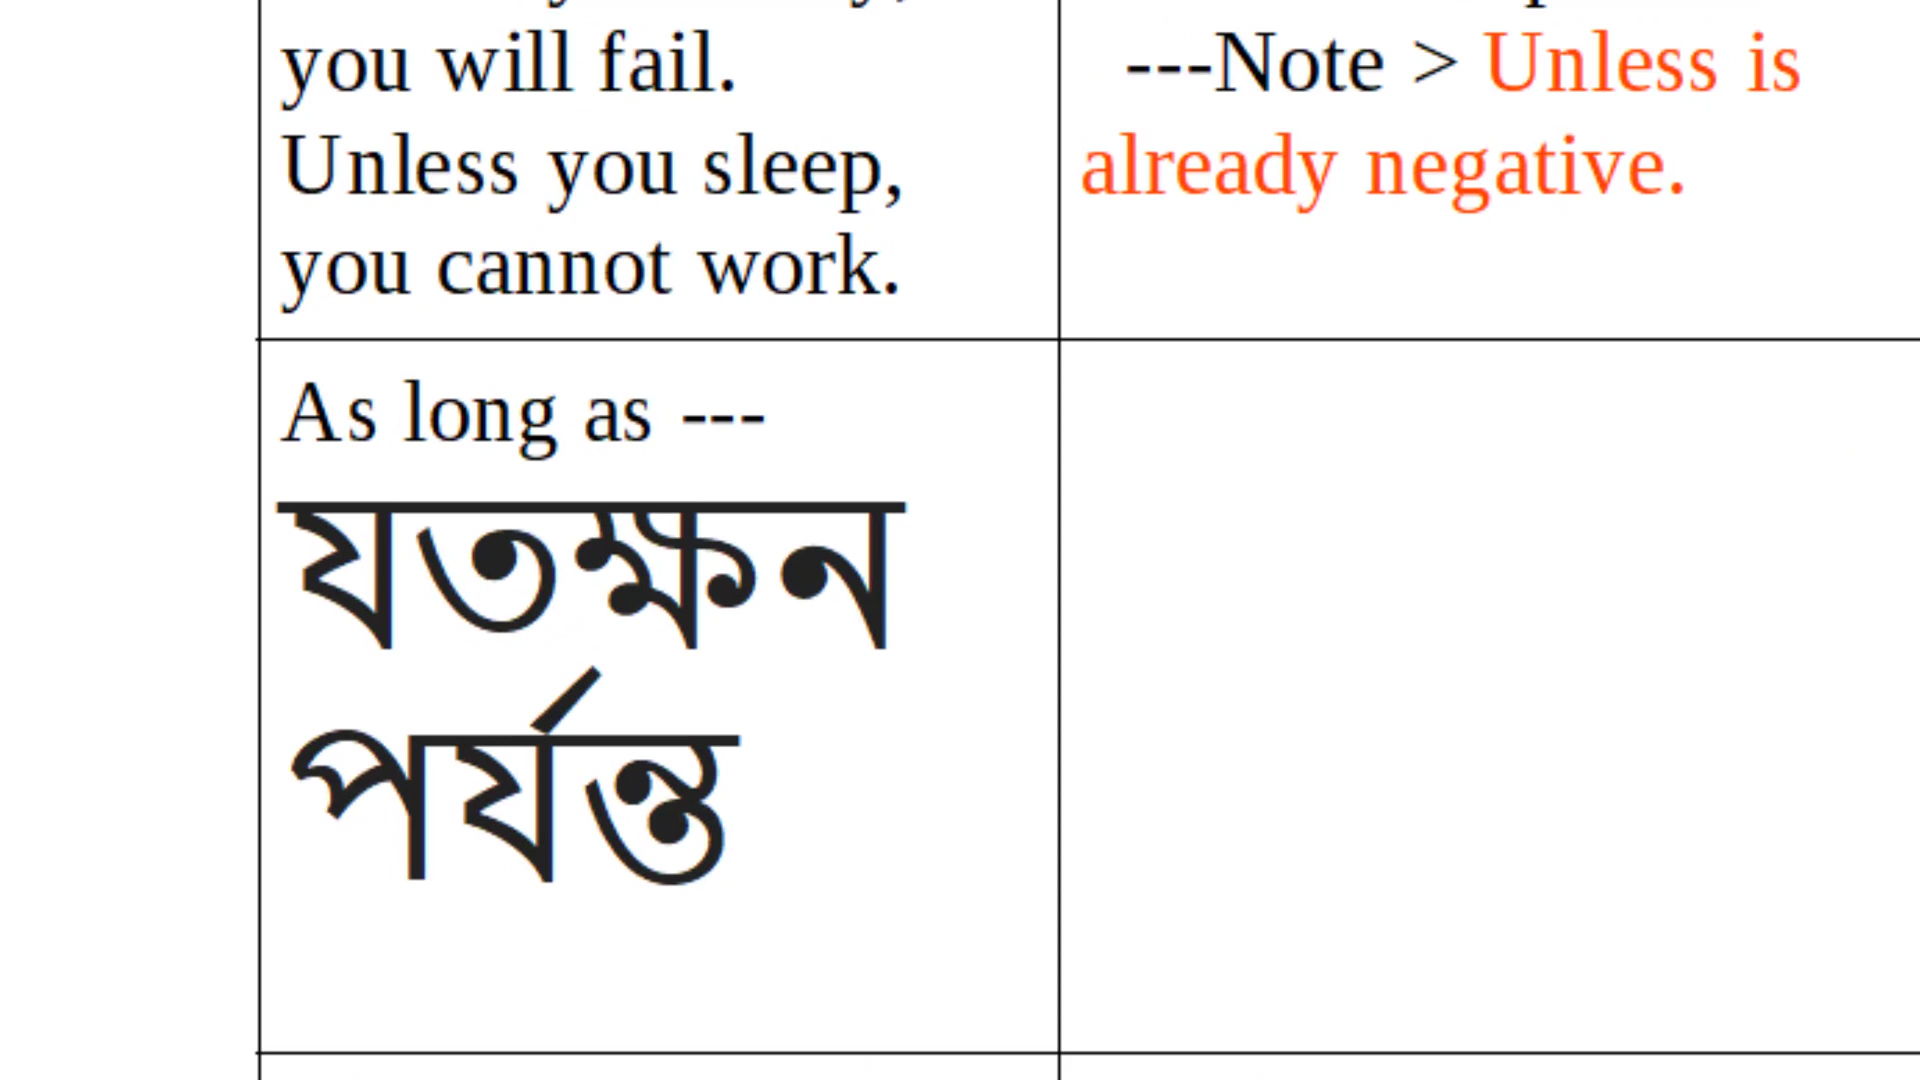 you will fail.
Unless you sleep,
you cannot work.
---Note > Unless is
already negative.
As long as ---
যতক্ষন
পর্যন্ত